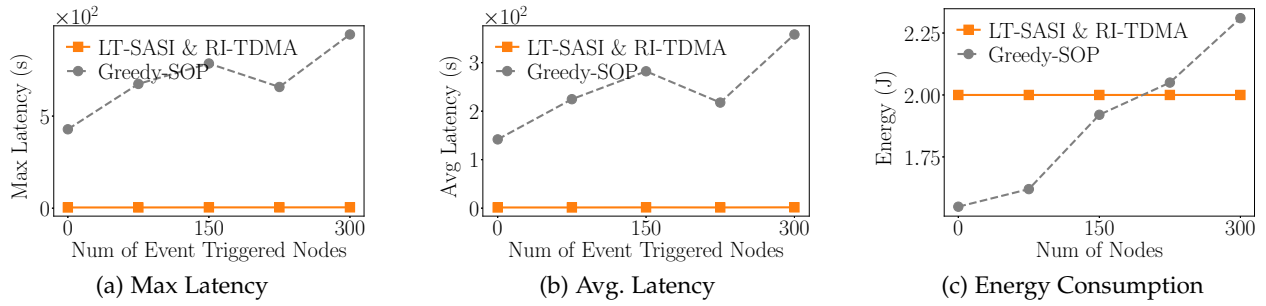 ×10²
Max Latency (s)
5
0
LT-SASI & RI-TDMA
Greedy-SOP
0 150 300
Num of Event Triggered Nodes
(a) Max Latency
×10²
Avg Latency (s)
3
2
1
0
LT-SASI & RI-TDMA
Greedy-SOP
0 150 300
Num of Event Triggered Nodes
(b) Avg. Latency
Energy (J)
2.25
2.00
1.75
LT-SASI & RI-TDMA
Greedy-SOP
0 150 300
Num of Nodes
(c) Energy Consumption